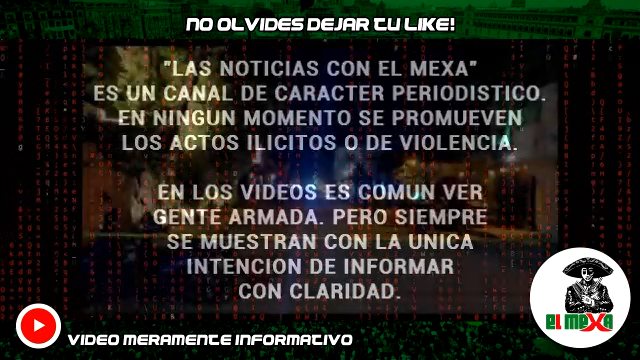 NO OLVIDES DEJAR TU LIKE!
"LAS NOTICIAS CON EL MEXA"
ES UN CANAL DE CARACTER PERIODISTICO.
EN NINGUN MOMENTO SE PROMUEVEN
LOS ACTOS ILICITOS O DE VIOLENCIA.
EN LOS VIDEOS ES COMUN VER
GENTE ARMADA. PERO SIEMPRE
SE MUESTRAN CON LA UNICA
INTENCION DE INFORMAR
CON CLARIDAD.
EL MEXA
VIDEO MERAMENTE INFORMATIVO